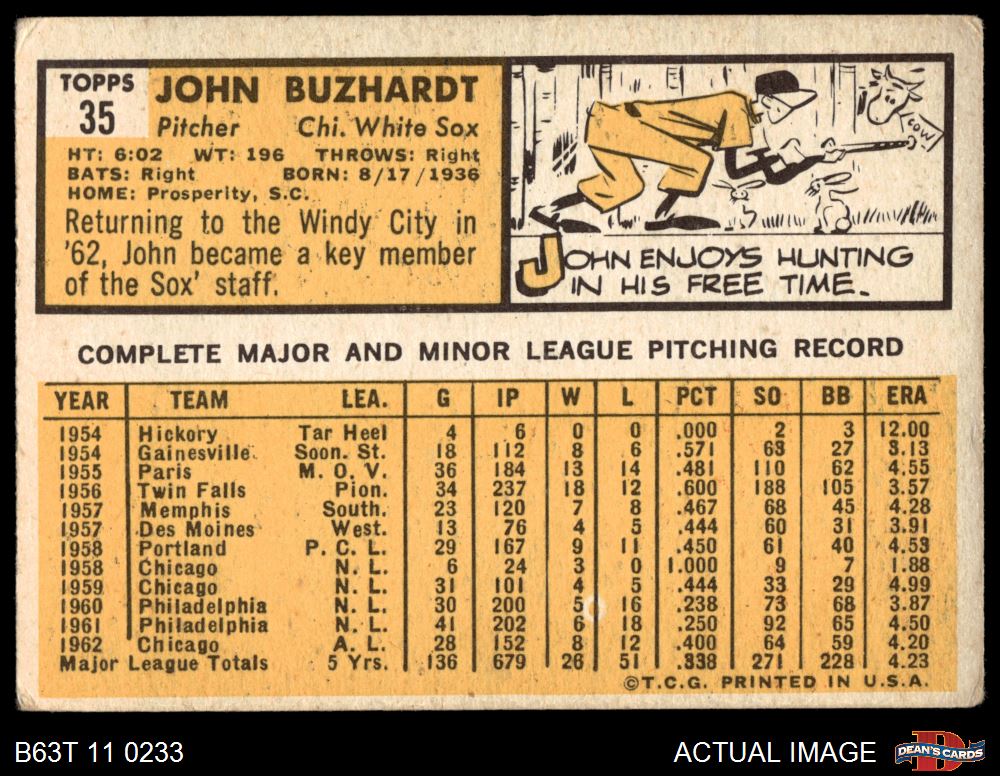 TOPPS
35
JOHN BUZHARDT
Pitcher Chi. White Sox
HT: 6:02 WT: 196 THROWS: Right
BATS: Right BORN: 8/17/1936
HOME: Prosperity, S.C.
Returning to the Windy City in
'62, John became a key member
of the Sox' staff.
COW
JOHN ENJOYS HUNTING
IN HIS FREE TIME.
COMPLETE MAJOR AND MINOR LEAGUE PITCHING RECORD
YEAR TEAM LEA. G IP W L PCT SO BB ERA
1954 Hickory Tar Heel 4 6 0 0 .000 2 3 12.00
1954 Gainesville Soon. St. 18 112 8 6 .571 63 27 3.13
1955 Paris M. O. V. 36 184 13 14 .481 110 62 4.55
1956 Twin Falls Pion. 34 237 18 12 .600 188 105 3.57
1957 Memphis South. 23 120 7 8 .467 68 45 4.28
1957 Des Moines West. 13 76 4 5 .444 60 31 3.91
1958 Portland P. C. L. 29 167 9 11 .450 61 40 4.53
1958 Chicago N. L. 6 24 3 0 1.000 9 7 1.88
1959 Chicago N. L. 31 101 4 5 .444 33 29 4.99
1960 Philadelphia N. L. 30 200 5 16 .238 73 68 3.87
1961 Philadelphia N. L. 41 202 6 18 .250 92 65 4.50
1962 Chicago A. L. 28 152 8 12 .400 64 59 4.20
Major League Totals 5 Yrs. 136 679 26 51 .338 271 228 4.23
©T.C.G. PRINTED IN U.S.A.
B63T 11 0233 ACTUAL IMAGE DEAN'S CARDS